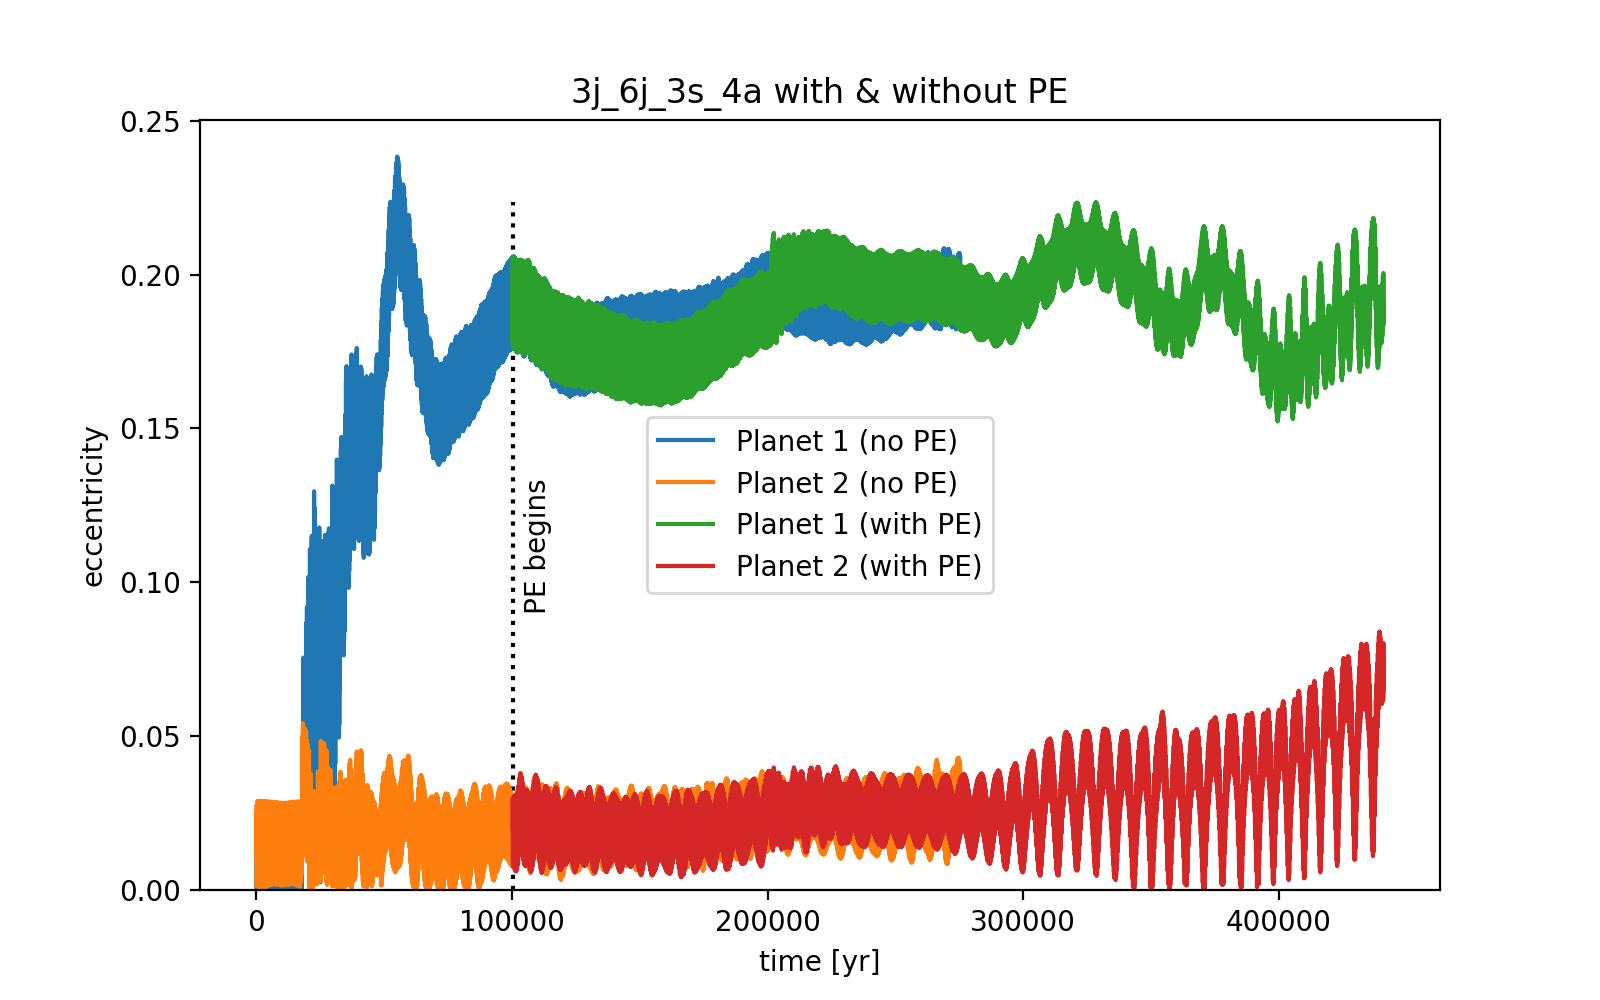 3j_6j_3s_4a with & without PE
0.25
0.20
0.15
0.10
0.05
0.00
eccentricity
PE begins
Planet 1 (no PE)
Planet 2 (no PE)
Planet 1 (with PE)
Planet 2 (with PE)
0
100000
200000
300000
400000
time [yr]